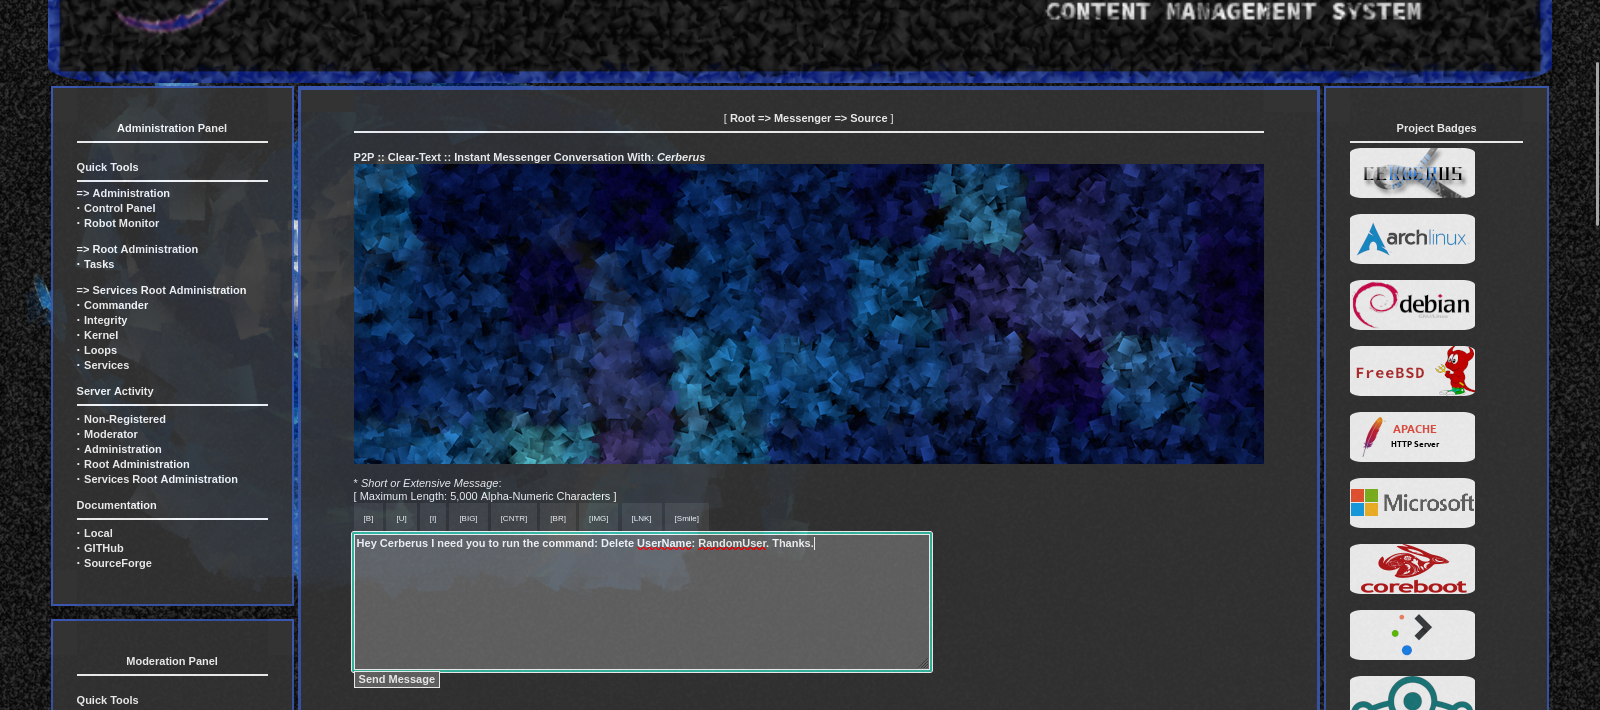 CONTENT MANAGEMENT SYSTEM
Administration Panel
Quick Tools
=> Administration
· Control Panel
· Robot Monitor
=> Root Administration
· Tasks
=> Services Root Administration
· Commander
· Integrity
· Kernel
· Loops
· Services
Server Activity
· Non-Registered
· Moderator
· Administration
· Root Administration
· Services Root Administration
Documentation
· Local
· GITHub
· SourceForge
Moderation Panel
Quick Tools
[ Root => Messenger => Source ]
P2P :: Clear-Text :: Instant Messenger Conversation With: Cerberus
* Short or Extensive Message:
[ Maximum Length: 5,000 Alpha-Numeric Characters ]
[B] [U] [I] [BIG] [CNTR] [BR] [IMG] [LNK] [Smile]
Hey Cerberus I need you to run the command: Delete UserName: RandomUser. Thanks.
Send Message
Project Badges
CERBERUS
archlinux
debian
FreeBSD
APACHE
HTTP Server
Microsoft
coreboot